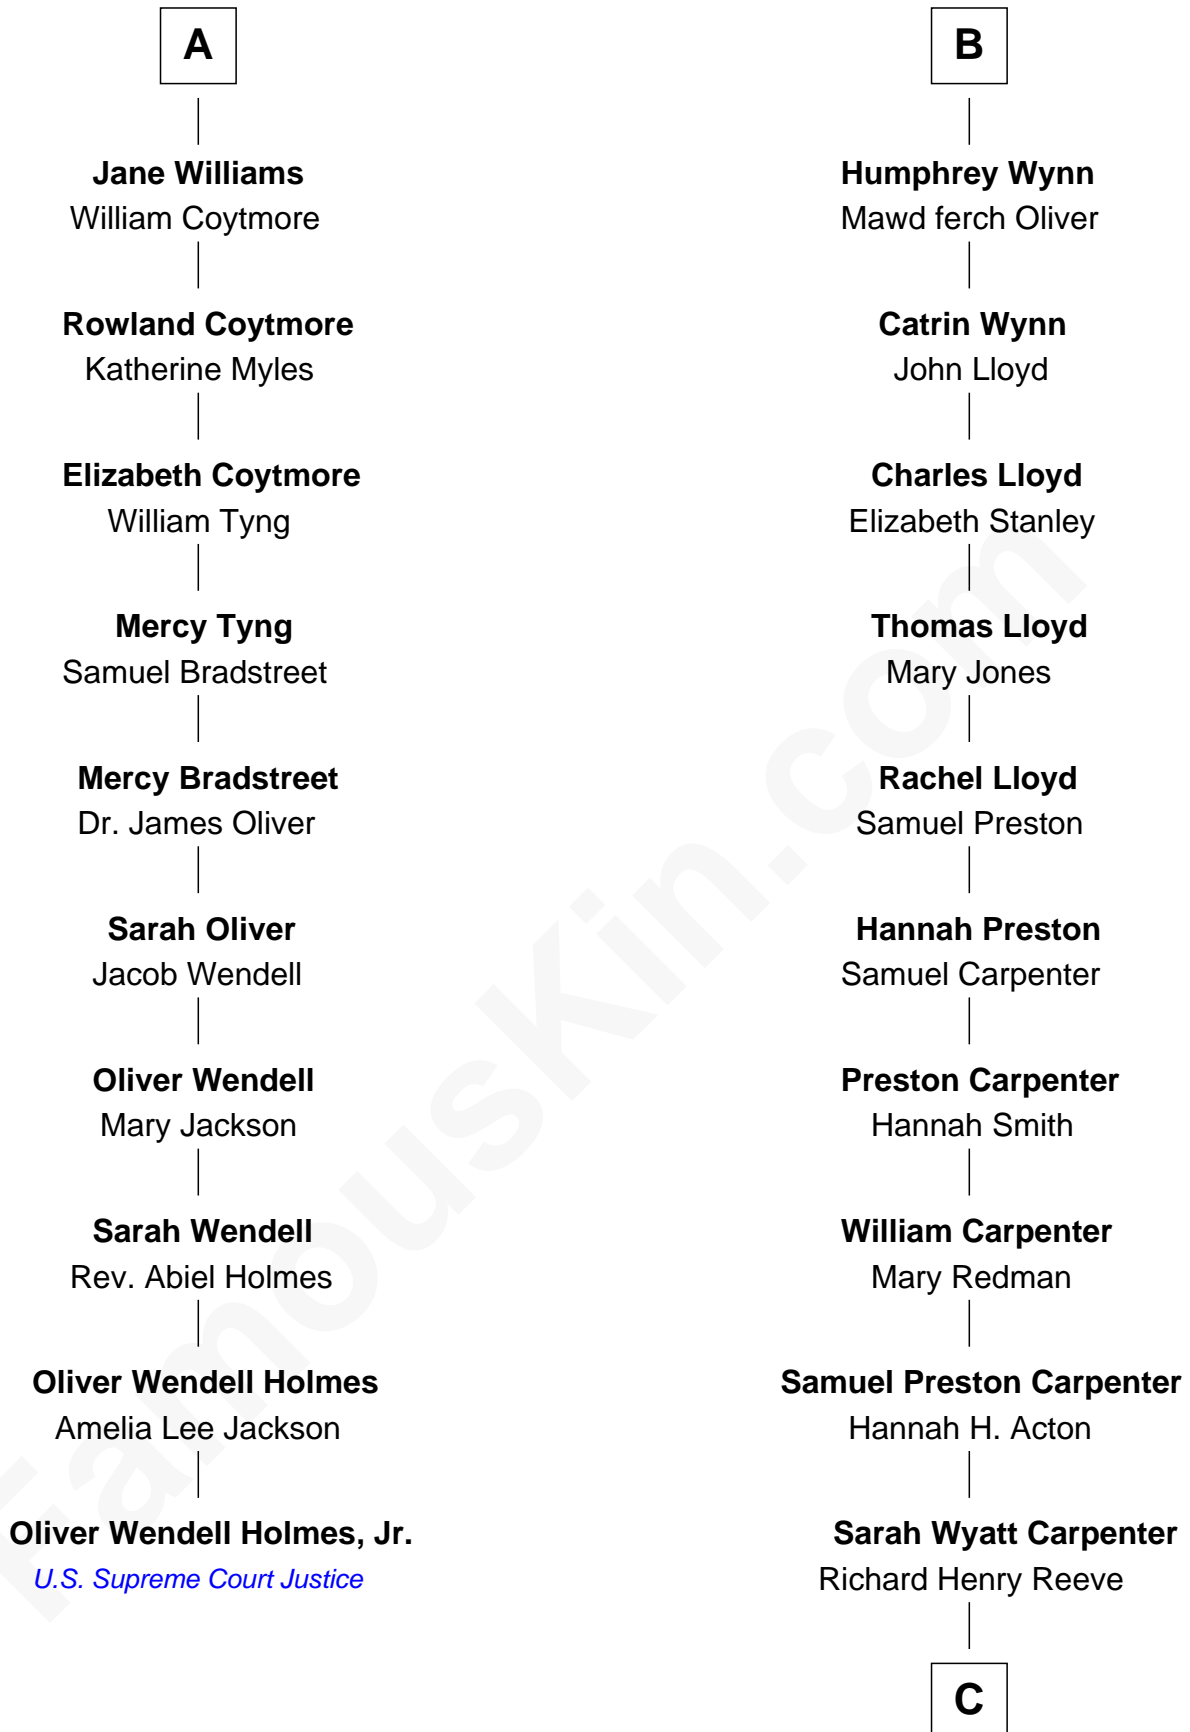 A
Jane Williams
William Coytmore
Rowland Coytmore
Katherine Myles
Elizabeth Coytmore
William Tyng
Mercy Tyng
Samuel Bradstreet
Mercy Bradstreet
Dr. James Oliver
Sarah Oliver
Jacob Wendell
Oliver Wendell
Mary Jackson
Sarah Wendell
Rev. Abiel Holmes
Oliver Wendell Holmes
Amelia Lee Jackson
Oliver Wendell Holmes, Jr.
U.S. Supreme Court Justice
B
Humphrey Wynn
Mawd ferch Oliver
Catrin Wynn
John Lloyd
Charles Lloyd
Elizabeth Stanley
Thomas Lloyd
Mary Jones
Rachel Lloyd
Samuel Preston
Hannah Preston
Samuel Carpenter
Preston Carpenter
Hannah Smith
William Carpenter
Mary Redman
Samuel Preston Carpenter
Hannah H. Acton
Sarah Wyatt Carpenter
Richard Henry Reeve
C
FamousKin.com